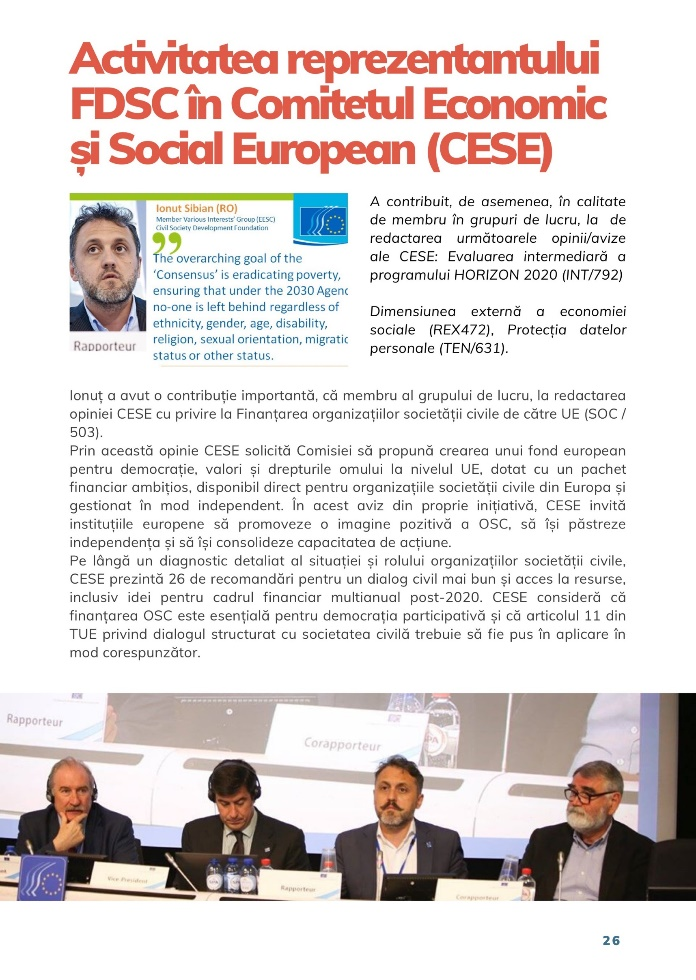 Activitatea reprezentantului
FDSC în Comitetul Economic
și Social European (CESE)
Ionut Sibian (RO)
Member Various Interests' Group (EESC)
Civil Society Development Foundation
The overarching goal of the
‘Consensus’ is eradicating poverty,
ensuring that under the 2030 Agenc
no-one is left behind regardless of
ethnicity, gender, age, disability,
religion, sexual orientation, migratic
status or other status.
Rapporteur
A contribuit, de asemenea, în calitate
de membru în grupuri de lucru, la de
redactarea următoarele opinii/avize
ale CESE: Evaluarea intermediară a
programului HORIZON 2020 (INT/792)
Dimensiunea externă a economiei
sociale (REX472), Protecția datelor
personale (TEN/631).
Ionuț a avut o contribuție importantă, că membru al grupului de lucru, la redactarea
opiniei CESE cu privire la Finanțarea organizațiilor societății civile de către UE (SOC /
503).
Prin această opinie CESE solicită Comisiei să propună crearea unui fond european
pentru democrație, valori și drepturile omului la nivelul UE, dotat cu un pachet
financiar ambițios, disponibil direct pentru organizațiile societății civile din Europa și
gestionat în mod independent. În acest aviz din proprie inițiativă, CESE invită
instituțiile europene să promoveze o imagine pozitivă a OSC, să își păstreze
independența și să își consolideze capacitatea de acțiune.
Pe lângă un diagnostic detaliat al situației și rolului organizațiilor societății civile,
CESE prezintă 26 de recomandări pentru un dialog civil mai bun și acces la resurse,
inclusiv idei pentru cadrul financiar multianual post-2020. CESE consideră că
finanțarea OSC este esențială pentru democrația participativă și că articolul 11 din
TUE privind dialogul structurat cu societatea civilă trebuie să fie pus în aplicare în
mod corespunzător.
Rapporteur
Corapporteur
Vice-President
Rapporteur
Corapporteur
26